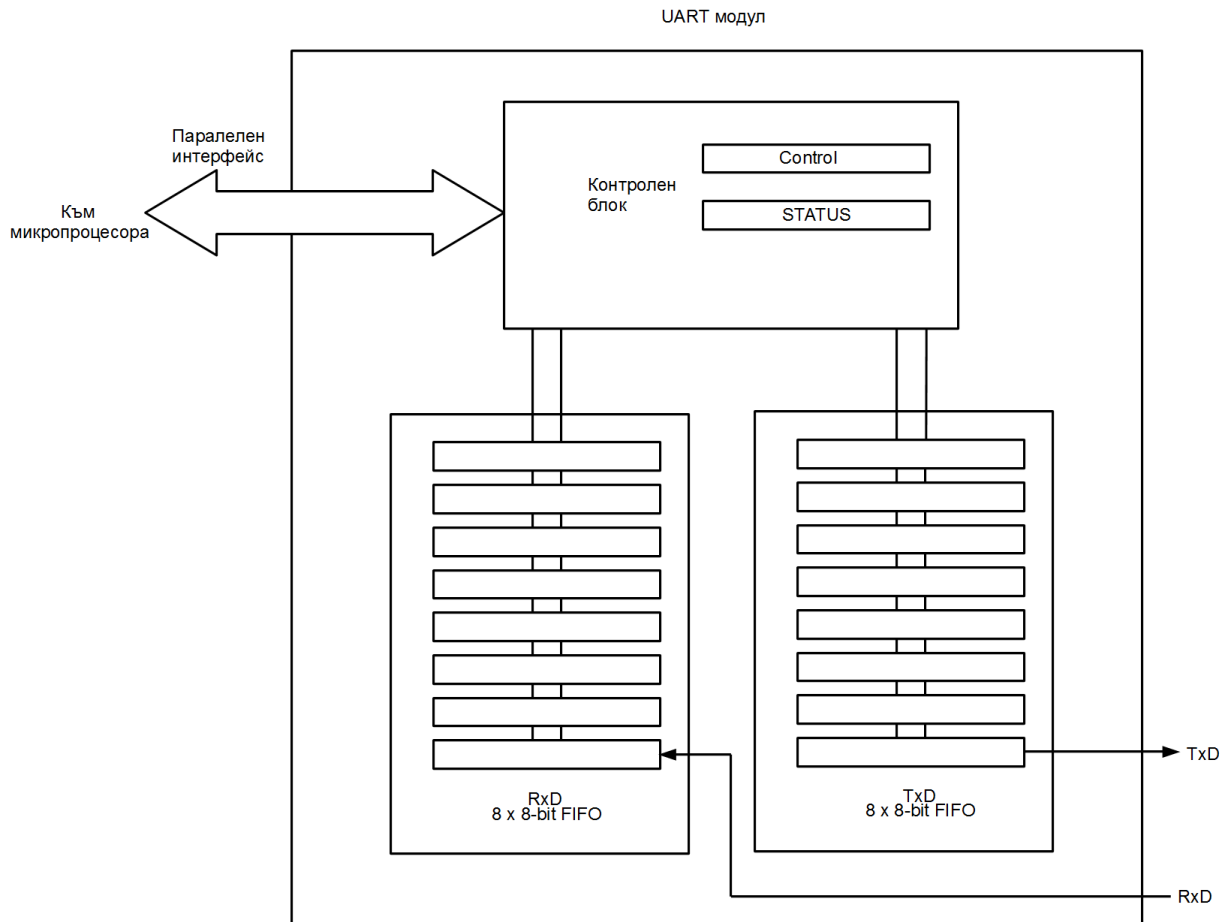 UART модул
Паралелен
интерфейс
Към
микропроцесора
Контролен
блок
Control
STATUS
RxD
8 x 8-bit FIFO
TxD
8 x 8-bit FIFO
TxD
RxD